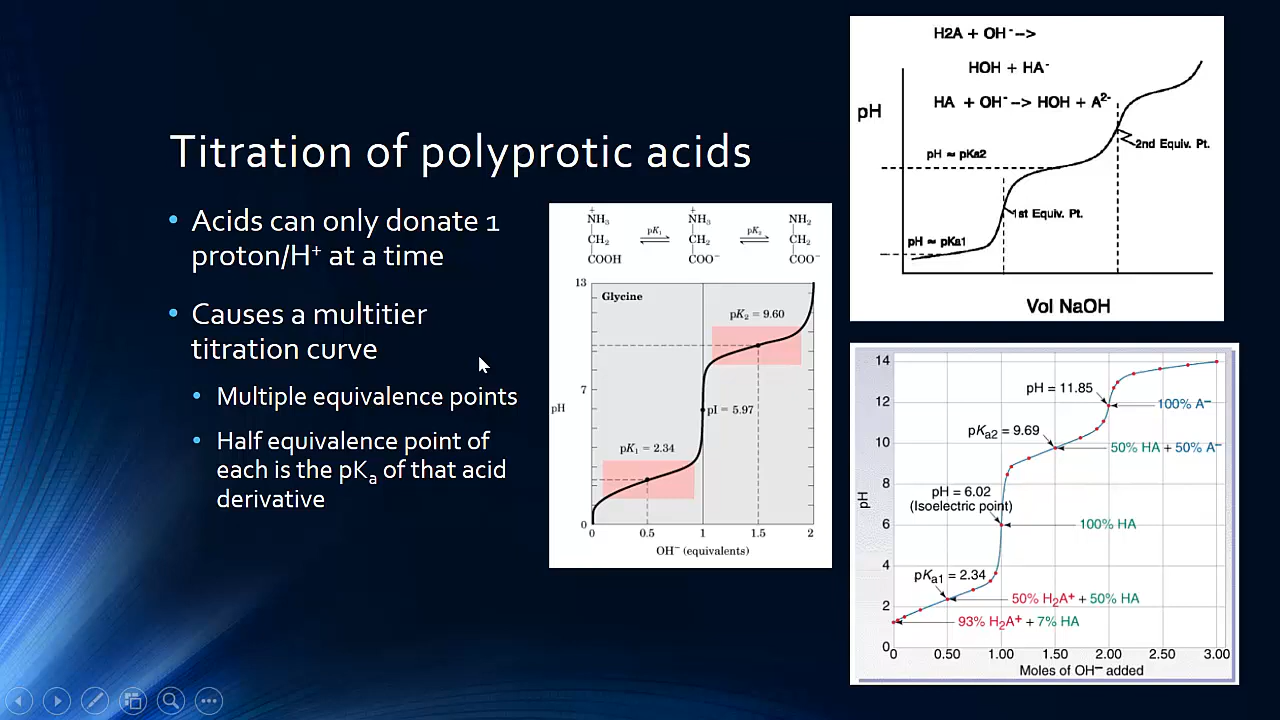 Titration of polyprotic acids
• Acids can only donate 1
proton/H⁺ at a time
• Causes a multitier
titration curve
• Multiple equivalence points
• Half equivalence point of
each is the pKₐ of that acid
derivative
+ +
NH₃ NH₃ NH₂
pK₁ pK₂
CH₂ CH₂ CH₂
COOH COO⁻ COO⁻
13
Glycine
pK₂ = 9.60
7
pH
pI = 5.97
pK₁ = 2.34
0
0 0.5 1 1.5 2
OH⁻ (equivalents)
H2A + OH⁻-->
HOH + HA⁻
HA + OH⁻--> HOH + A²⁻
pH
2nd Equiv. Pt.
pH ≈ pKa2
1st Equiv. Pt.
pH ≈ pKa1
Vol NaOH
14
pH = 11.85
12
100% A⁻
pKₐ₂ = 9.69
10
50% HA + 50% A⁻
8
pH
pH = 6.02
(Isoelectric point)
6
100% HA
4
pKₐ₁ = 2.34
50% H₂A⁺ + 50% HA
2
93% H₂A⁺ + 7% HA
0
0 0.50 1.00 1.50 2.00 2.50 3.00
Moles of OH⁻ added